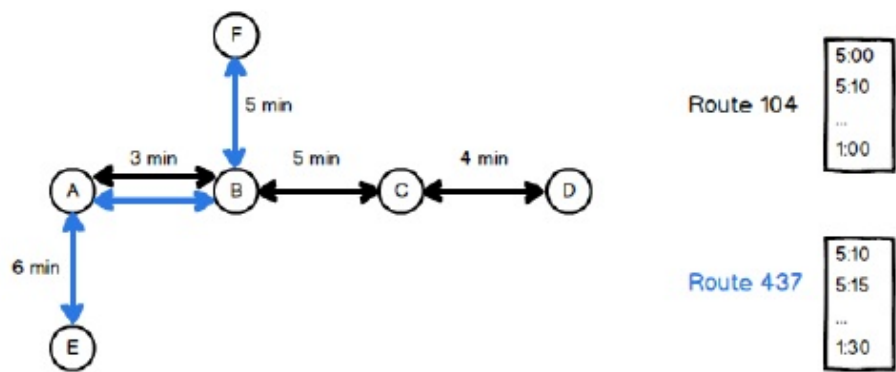 F
5 min
Route 104
5:00
5:10
...
1:00
3 min
5 min
4 min
A
B
C
D
6 min
Route 437
5:10
5:15
...
1:30
E